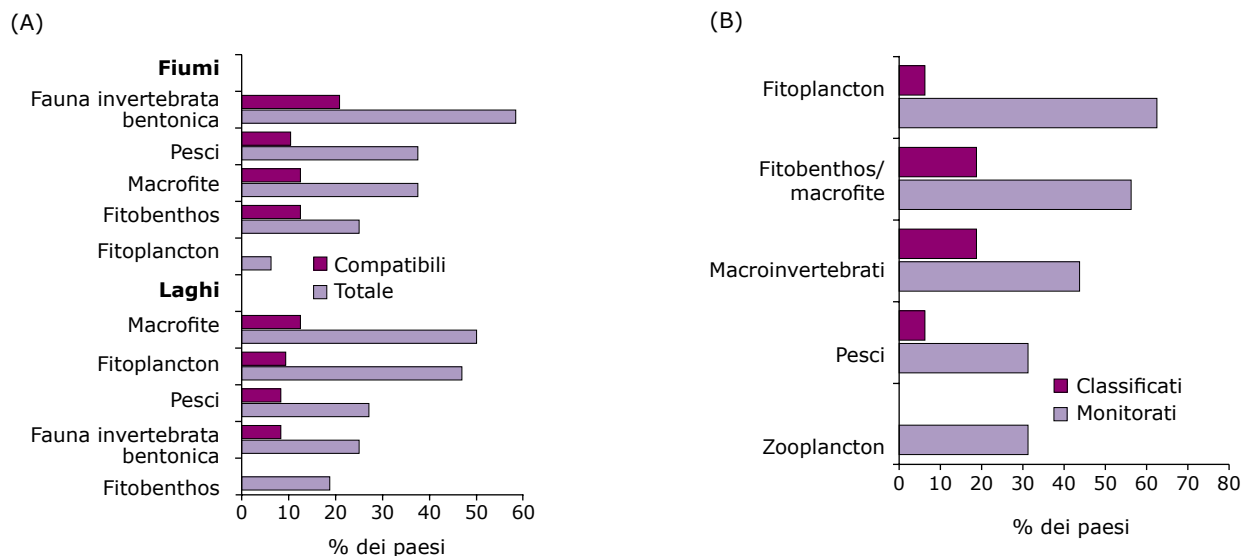 (A)
Fiumi
Fauna invertebrata
bentonica
Pesci
Macrofite
Fitobenthos
Fitoplancton
Compatibili
Totale
Laghi
Macrofite
Fitoplancton
Pesci
Fauna invertebrata
bentonica
Fitobenthos
0 10 20 30 40 50 60
% dei paesi
(B)
Fitoplancton
Fitobenthos/
macrofite
Macroinvertebrati
Pesci
Classificati
Monitorati
Zooplancton
0 10 20 30 40 50 60 70 80
% dei paesi